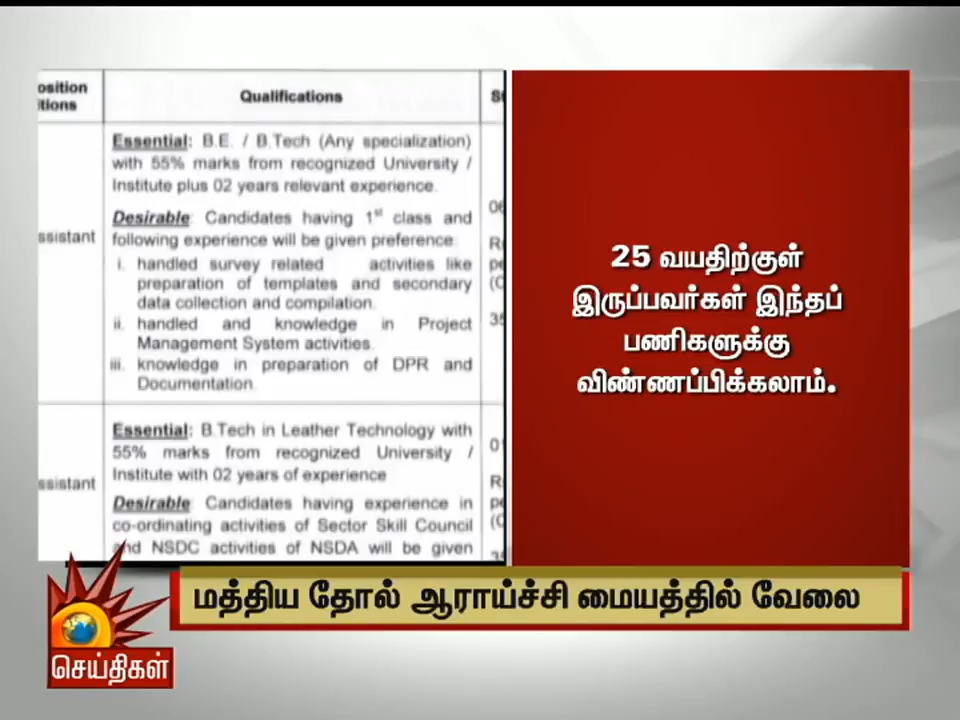 Qualifications
Essential: B.E. / B.Tech (Any specialization)
with 55% marks from recognized University /
Institute plus 02 years relevant experience.
Desirable: Candidates having 1st class and
following experience will be given preference:
i. handled survey related activities like
preparation of templates and secondary
data collection and compilation.
ii. handled and knowledge in Project
Management System activities.
iii. knowledge in preparation of DPR and
Documentation.
Essential: B.Tech in Leather Technology with
55% marks from recognized University /
Institute with 02 years of experience
Desirable: Candidates having experience in
co-ordinating activities of Sector Skill Council
and NSDC activities of NSDA will be given
25 வயதிற்குள்
இருப்பவர்கள் இந்தப்
பணிகளுக்கு
விண்ணப்பிக்கலாம்.
மத்திய தோல் ஆராய்ச்சி மையத்தில் வேலை
செய்திகள்